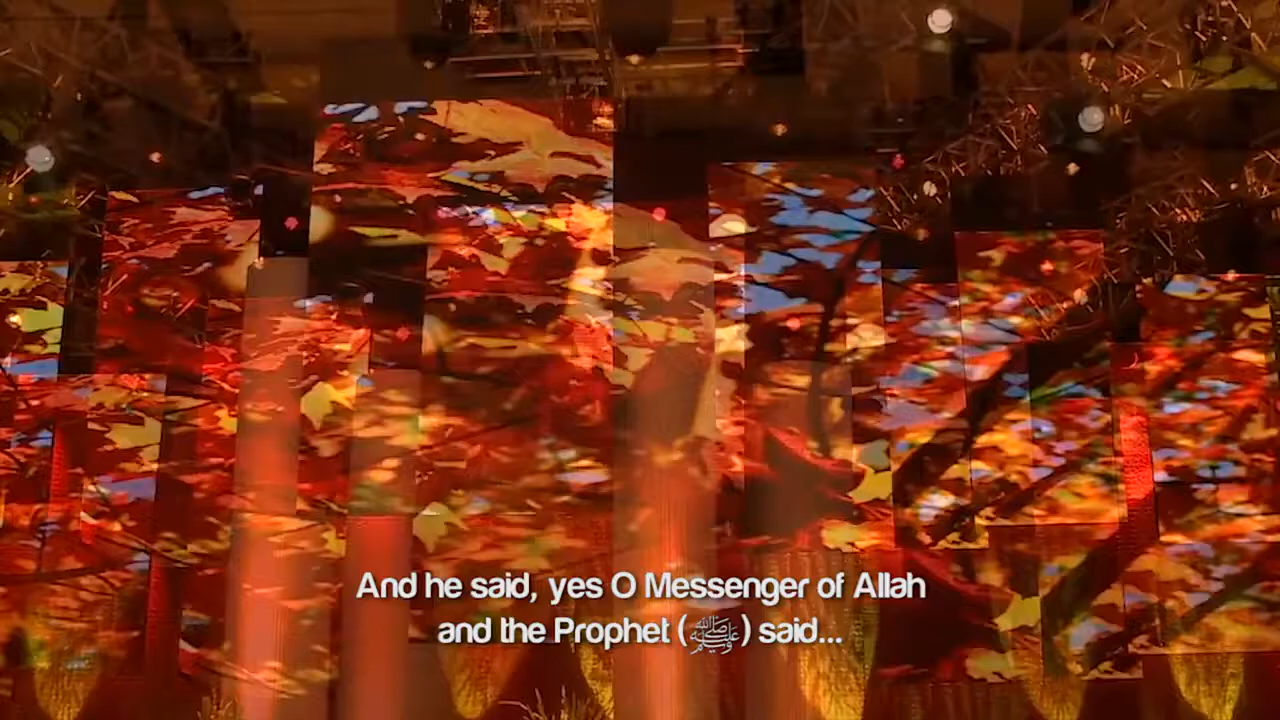 And he said, yes O Messenger of Allah
and the Prophet (ﷺ) said...